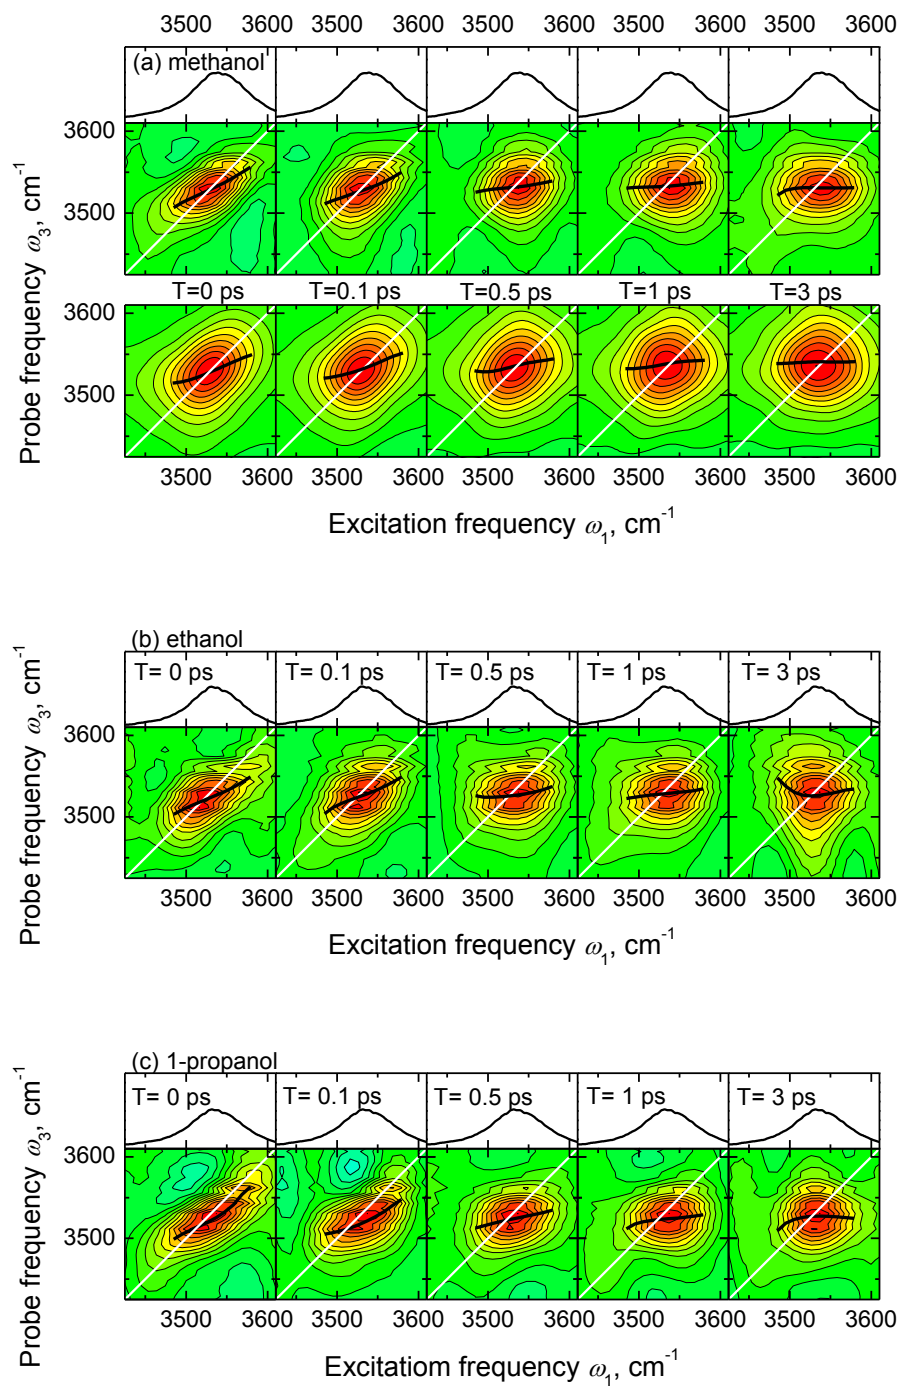 3500 3600 3500 3600 3500 3600 3500 3600 3500 3600
(a) methanol
3600
3500
Probe frequency ω3, cm-1
T=0 ps T=0.1 ps T=0.5 ps T=1 ps T=3 ps
3600
3500
3500 3600 3500 3600 3500 3600 3500 3600 3500 3600
Excitation frequency ω1, cm-1
(b) ethanol
T= 0 ps T= 0.1 ps T= 0.5 ps T= 1 ps T= 3 ps
Probe frequency ω3, cm-1
3600
3500
3500 3600 3500 3600 3500 3600 3500 3600 3500 3600
Excitation frequency ω1, cm-1
(c) 1-propanol
T= 0 ps T= 0.1 ps T= 0.5 ps T= 1 ps T= 3 ps
Probe frequency ω3, cm-1
3600
3500
3500 3600 3500 3600 3500 3600 3500 3600 3500 3600
Excitatiom frequency ω1, cm-1